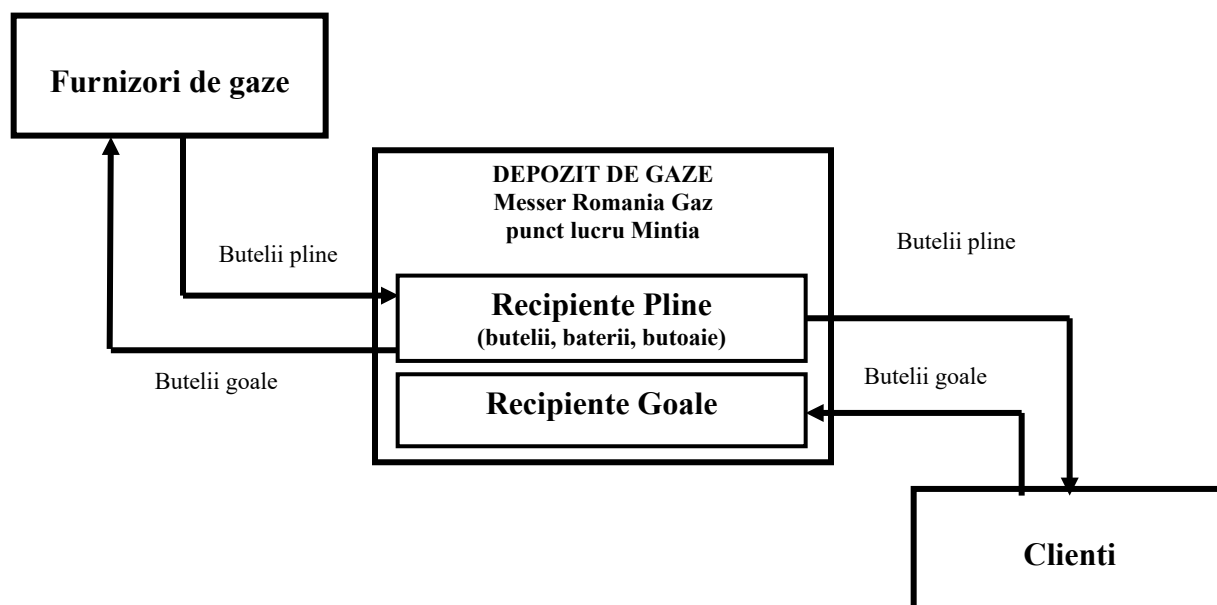 Furnizori de gaze
DEPOZIT DE GAZE
Messer Romania Gaz
punct lucru Mintia
Butelii pline
Butelii pline
Recipiente Pline
(butelii, baterii, butoaie)
Butelii goale
Butelii goale
Recipiente Goale
Clienti